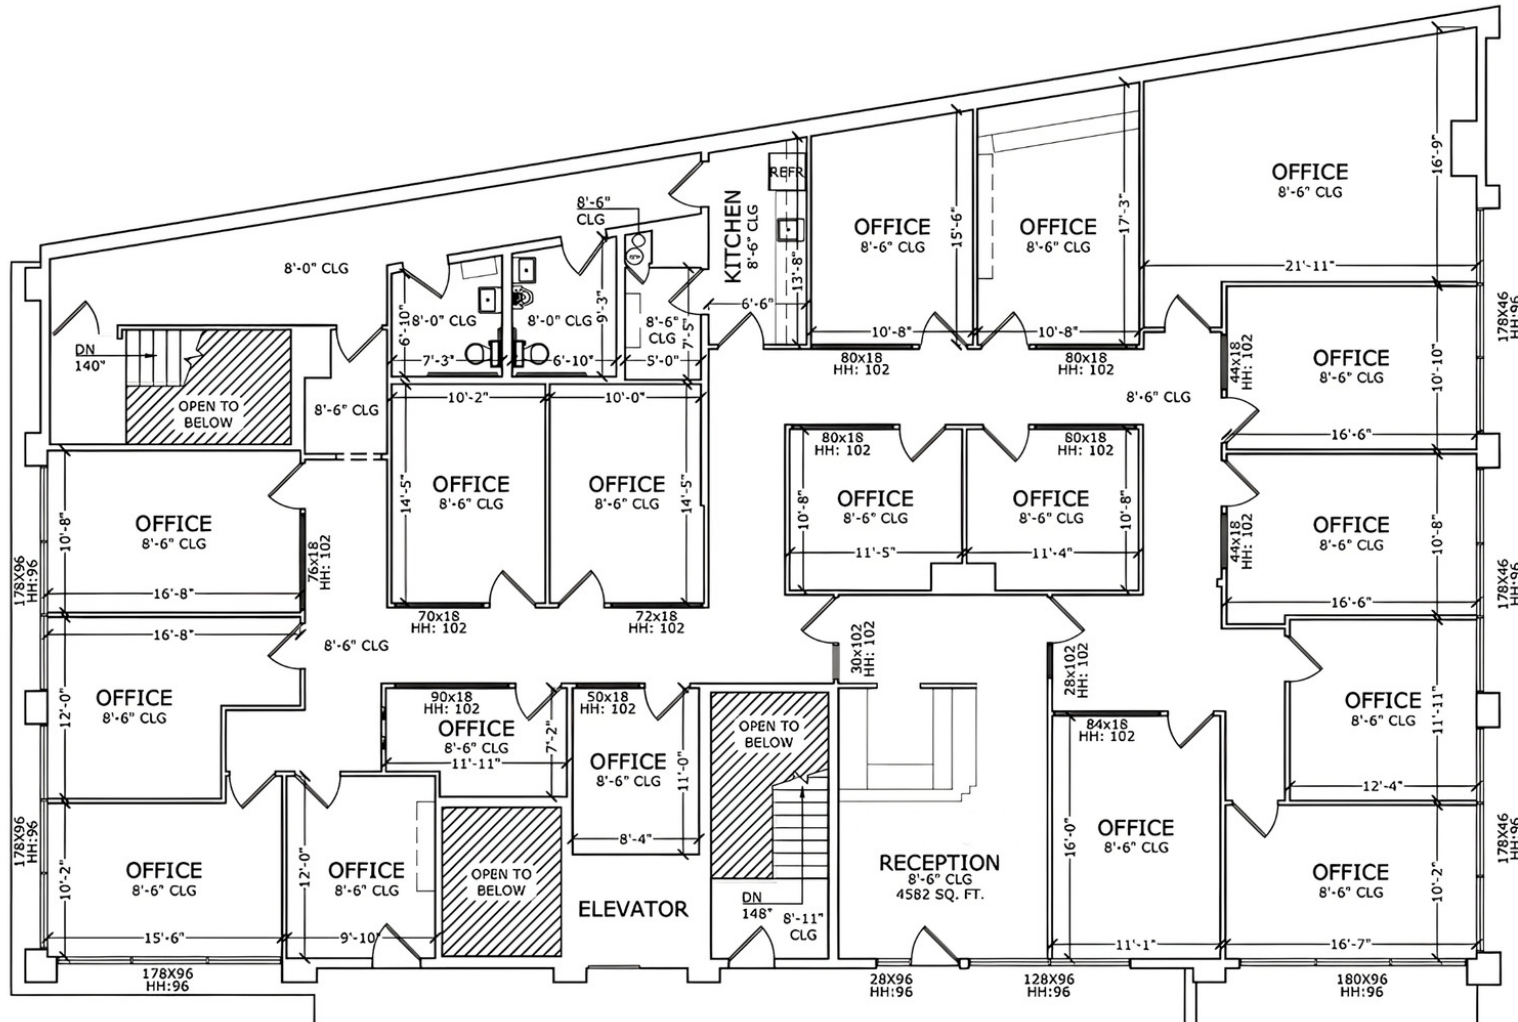 OFFICE
8'-6" CLG
16'-9"
21'-11"
REFR
KITCHEN
8'-6" CLG
13'-8"
6'-6"
OFFICE
8'-6" CLG
15'-6"
10'-8"
80x18
HH: 102
OFFICE
8'-6" CLG
17'-3"
10'-8"
80x18
HH: 102
8'-6"
CLG
8'-0" CLG
8'-0" CLG
6'-10"
7'-3"
8'-0" CLG
9'-3"
6'-10"
8'-6"
CLG
7'-5"
5'-0"
DN
140"
OPEN TO
BELOW
8'-6" CLG
10'-2"
OFFICE
8'-6" CLG
14'-5"
70x18
HH: 102
10'-0"
OFFICE
8'-6" CLG
14'-5"
72x18
HH: 102
8'-6" CLG
44x18
HH: 102
OFFICE
8'-6" CLG
10'-10"
16'-6"
178X46
HH:96
80x18
HH: 102
OFFICE
8'-6" CLG
10'-8"
11'-5"
80x18
HH: 102
OFFICE
8'-6" CLG
10'-8"
11'-4"
44x18
HH: 102
OFFICE
8'-6" CLG
10'-8"
16'-6"
178X46
HH:96
OFFICE
8'-6" CLG
10'-8"
16'-8"
178X96
HH:96
76x18
HH: 102
16'-8"
OFFICE
8'-6" CLG
12'-0"
8'-6" CLG
90x18
HH: 102
OFFICE
8'-6" CLG
7'-2"
11'-11"
50x18
HH: 102
OFFICE
8'-6" CLG
11'-0"
8'-4"
OPEN TO
BELOW
30x102
HH: 102
28x102
HH: 102
84x18
HH: 102
OFFICE
8'-6" CLG
11'-11"
12'-4"
178X96
HH:96
OFFICE
8'-6" CLG
10'-2"
15'-6"
178X96
HH:96
12'-0"
OFFICE
8'-6" CLG
9'-10"
OPEN TO
BELOW
ELEVATOR
DN
148"
8'-11"
CLG
RECEPTION
8'-6" CLG
4582 SQ. FT.
28X96
HH:96
128X96
HH:96
16'-0"
OFFICE
8'-6" CLG
11'-1"
OFFICE
8'-6" CLG
10'-2"
16'-7"
178X46
HH:96
180X96
HH:96